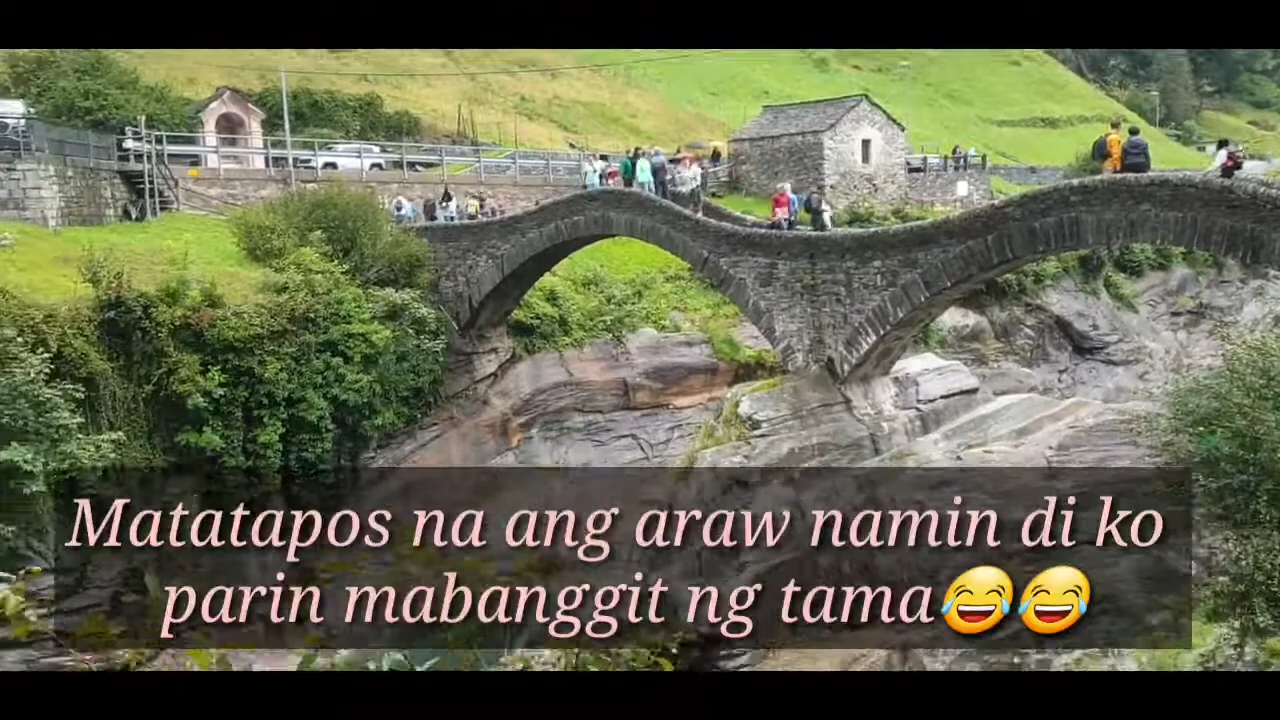 Matatapos na ang araw namin di ko
parin mabanggit ng tama😂😂